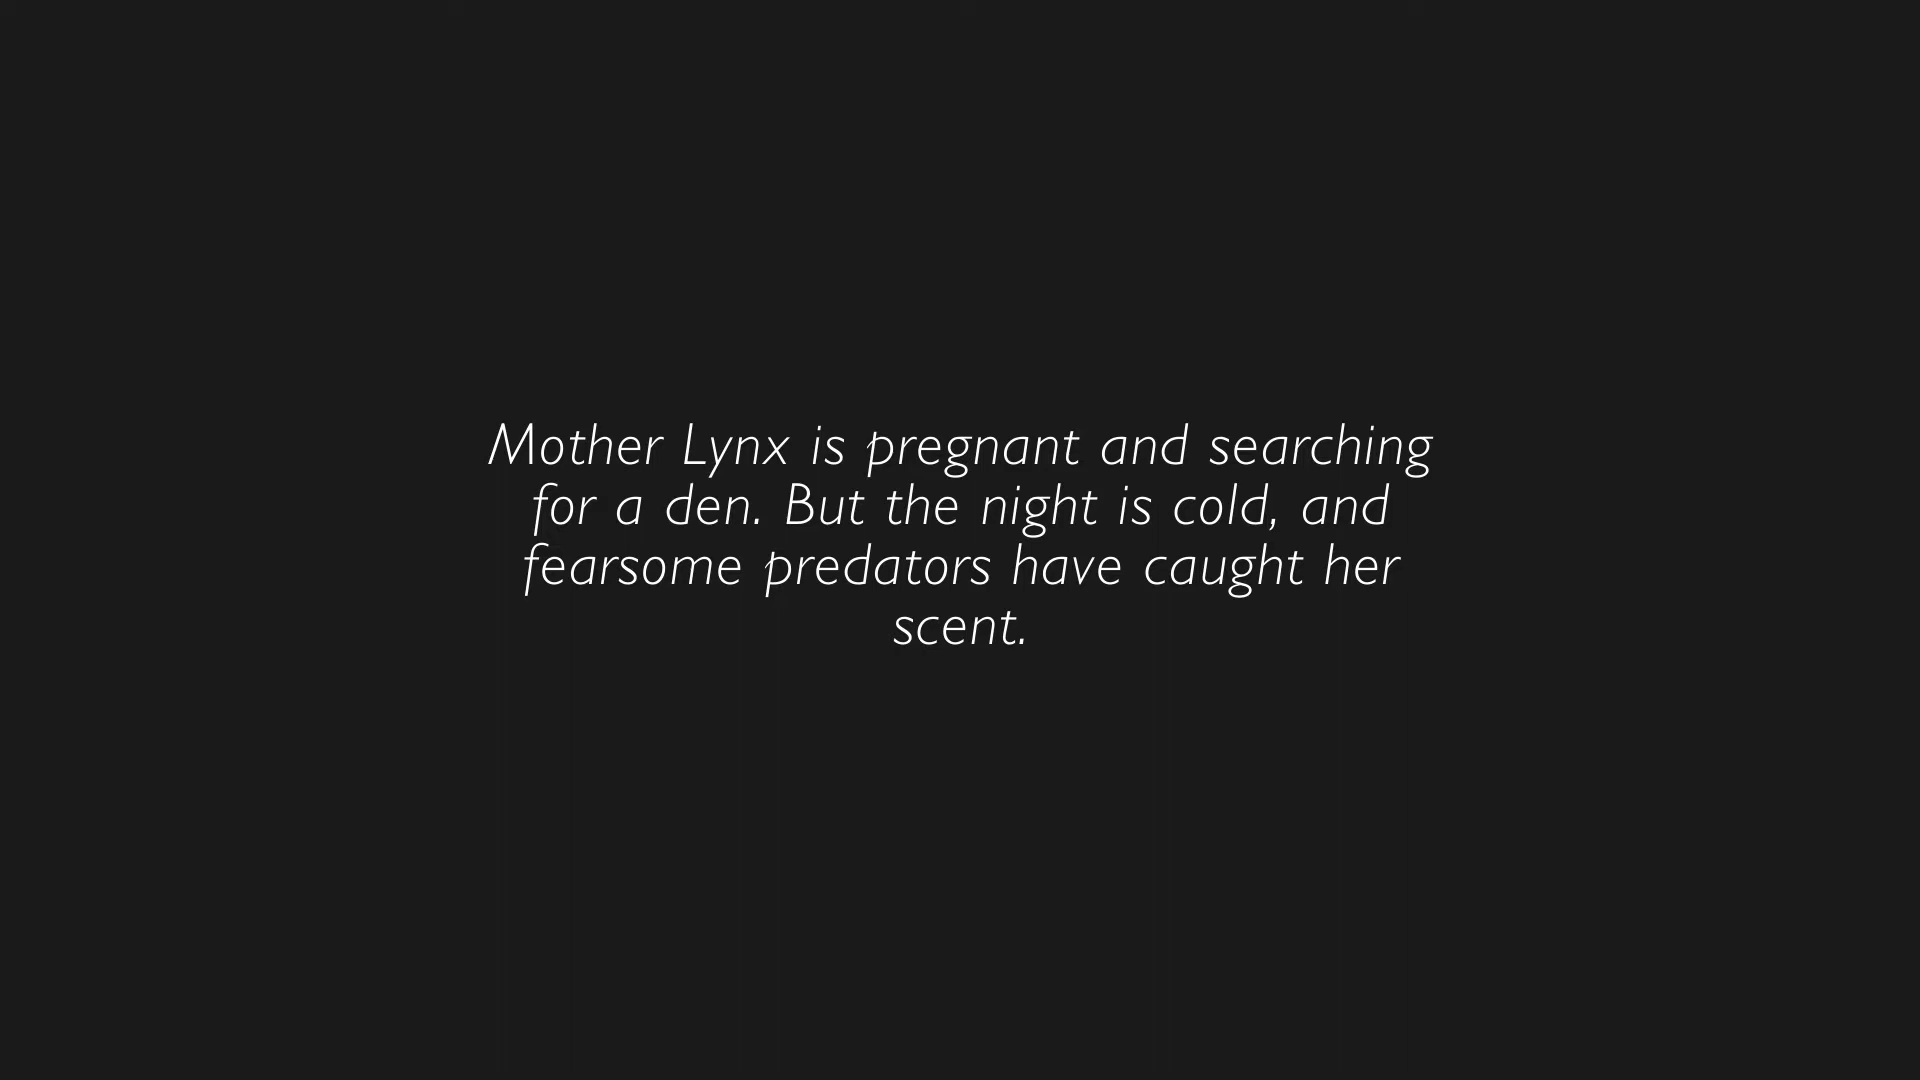 Mother Lynx is pregnant and searching
for a den. But the night is cold, and
fearsome predators have caught her
scent.